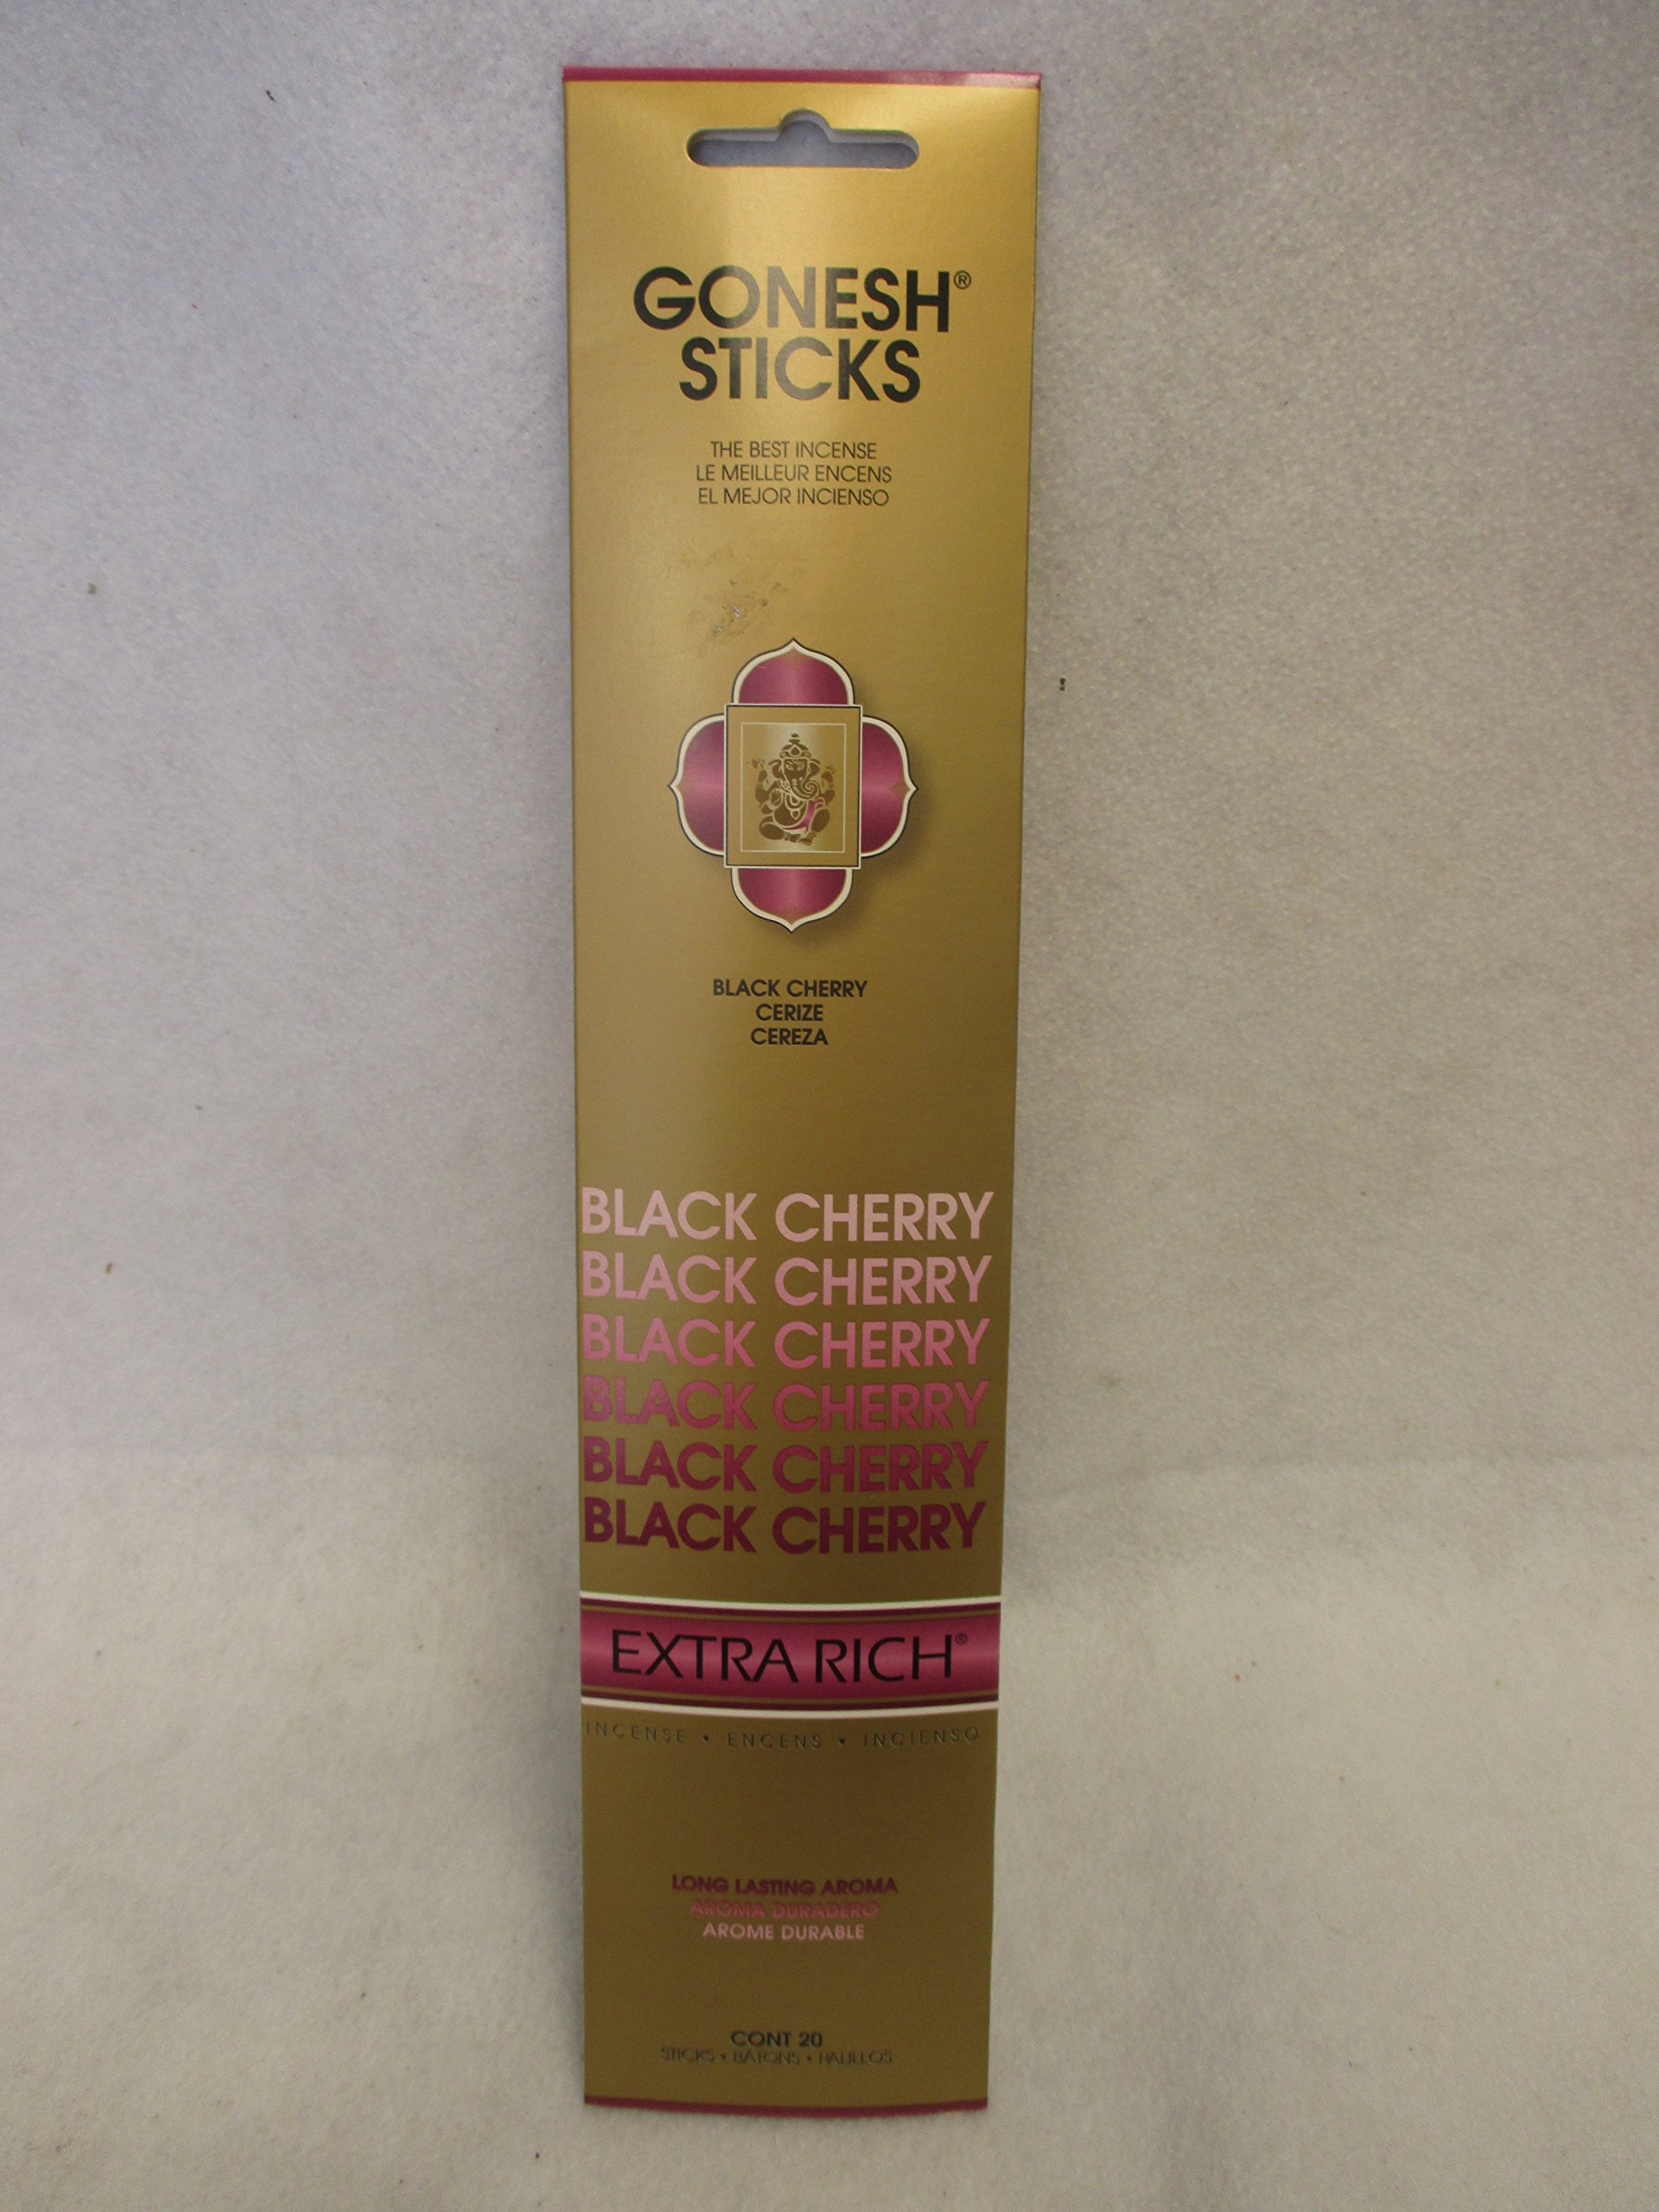 GONESH®
STICKS
THE BEST INCENSE
LE MEILLEUR ENCENS
EL MEJOR INCIENSO
BLACK CHERRY
CERIZE
CEREZA
BLACK CHERRY
BLACK CHERRY
BLACK CHERRY
BLACK CHERRY
BLACK CHERRY
BLACK CHERRY
EXTRA RICH®
INCENSE • ENCENS • INCIENSO
LONG LASTING AROMA
AROMA DURADERO
AROME DURABLE
CONT 20
STICKS • BATONS • PALILLOS